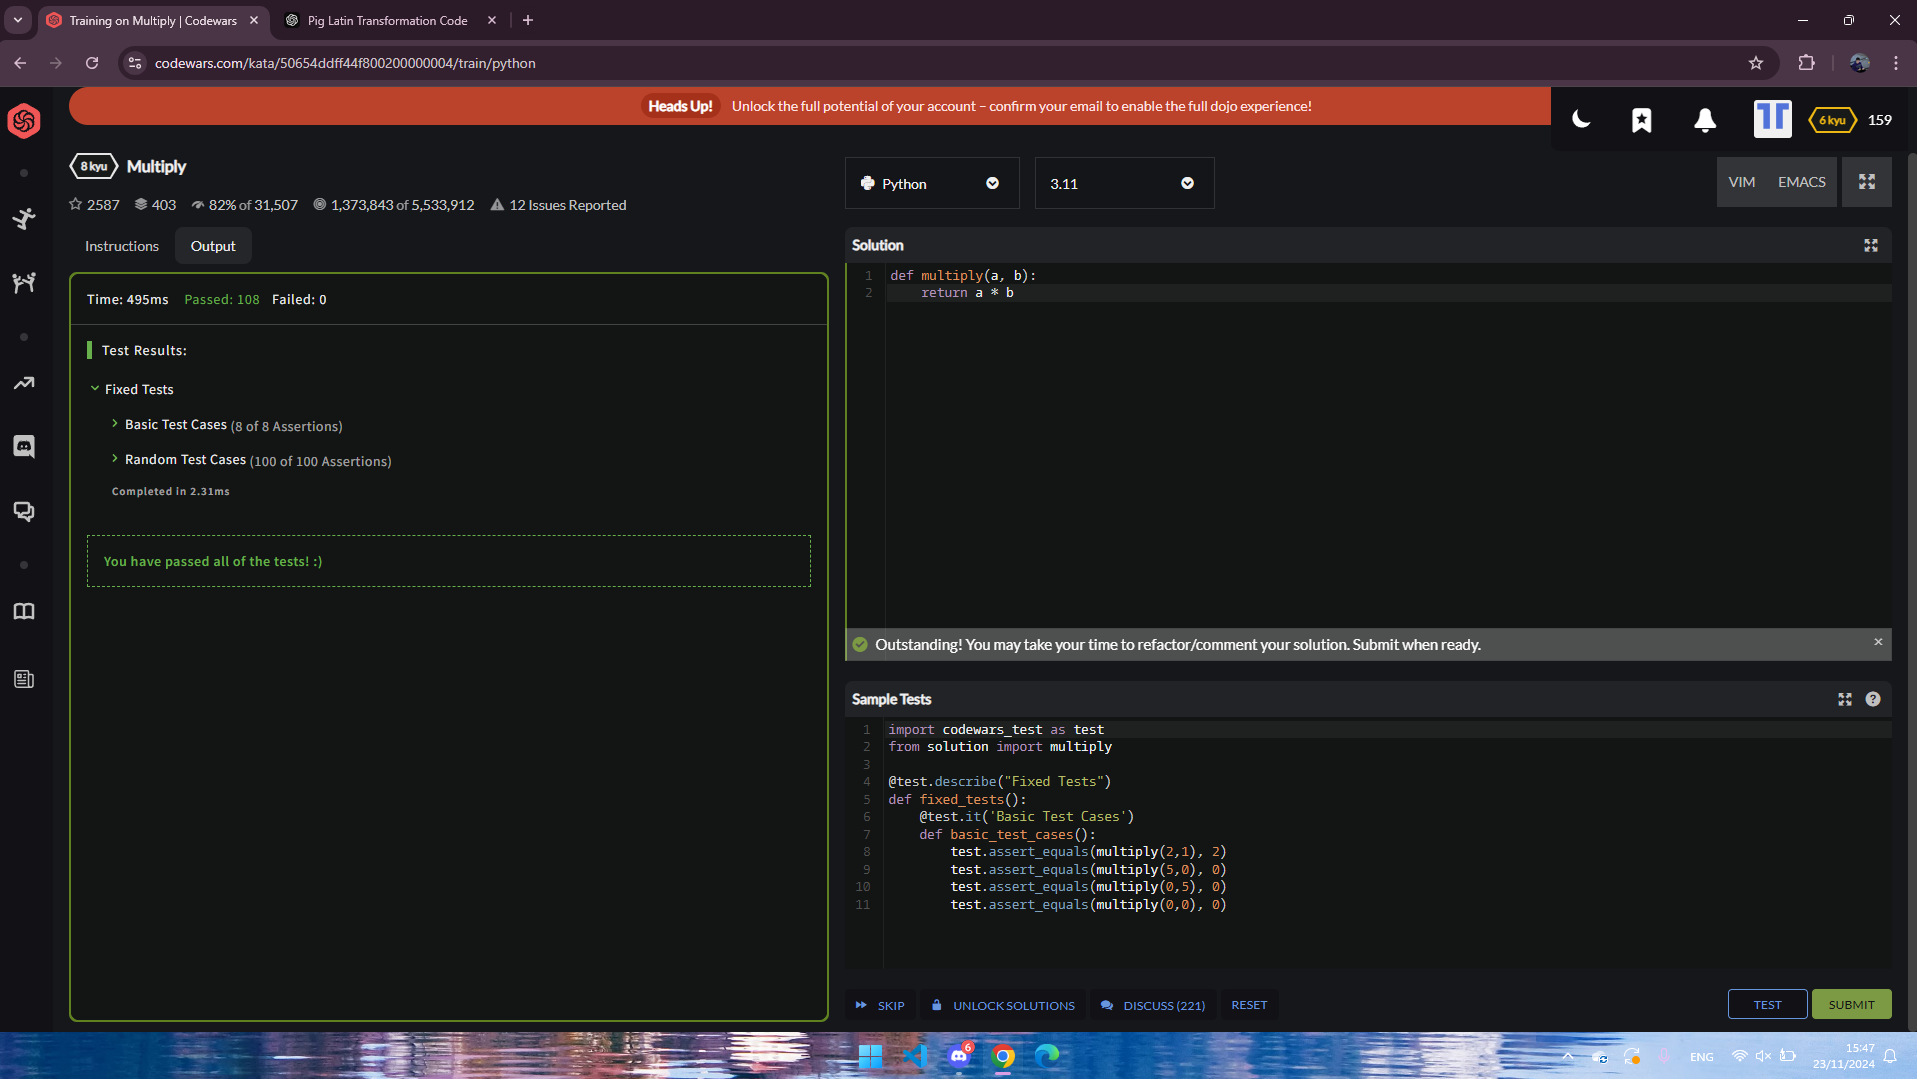 Training on Multiply | Codewars
Pig Latin Transformation Code
codewars.com/kata/50654ddff44f800200000004/train/python
Heads Up! Unlock the full potential of your account – confirm your email to enable the full dojo experience!
6 kyu 159
8 kyu Multiply
2587 403 82% of 31,507 1,373,843 of 5,533,912 12 Issues Reported
Python
3.11
VIM EMACS
Instructions Output
Time: 495ms Passed: 108 Failed: 0
Test Results:
Fixed Tests
Basic Test Cases (8 of 8 Assertions)
Random Test Cases (100 of 100 Assertions)
Completed in 2.31ms
You have passed all of the tests! :)
Solution
1 def multiply(a, b):
2     return a * b
Outstanding! You may take your time to refactor/comment your solution. Submit when ready.
Sample Tests
1 import codewars_test as test
2 from solution import multiply
3
4 @test.describe("Fixed Tests")
5 def fixed_tests():
6     @test.it('Basic Test Cases')
7     def basic_test_cases():
8         test.assert_equals(multiply(2,1), 2)
9         test.assert_equals(multiply(5,0), 0)
10         test.assert_equals(multiply(0,5), 0)
11         test.assert_equals(multiply(0,0), 0)
SKIP UNLOCK SOLUTIONS DISCUSS (221) RESET
TEST SUBMIT
6
ENG
15:47
23/11/2024